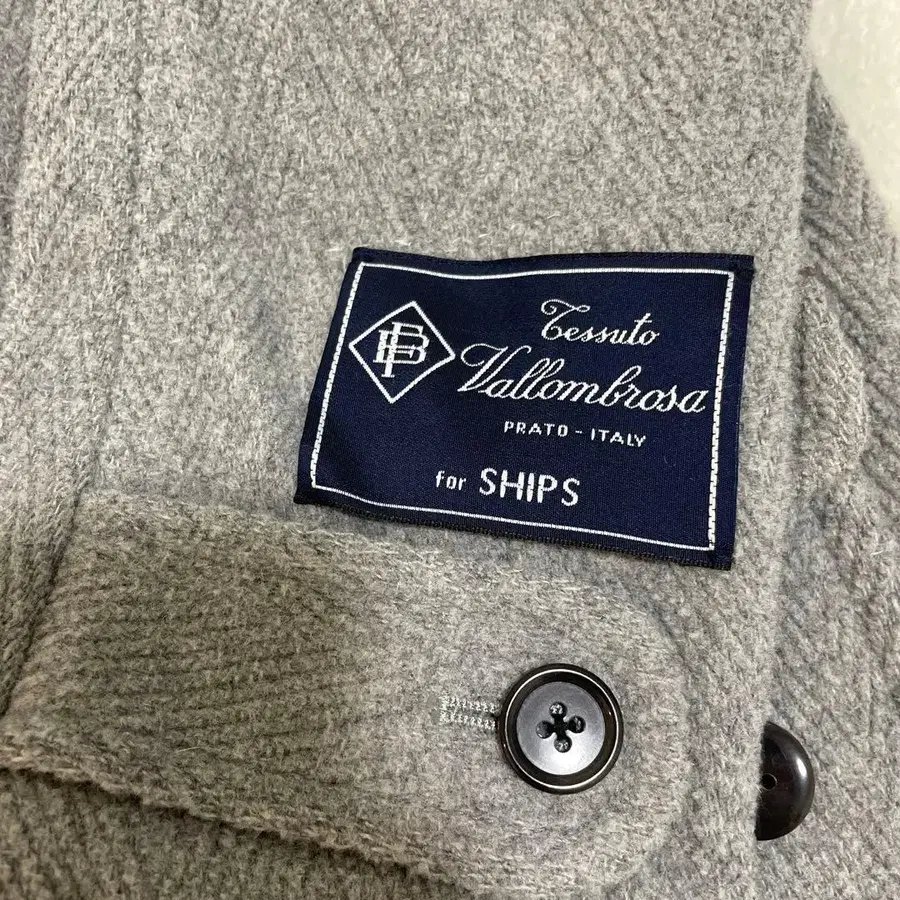 Tessuto
Vallombrosa
PRATO - ITALY
for SHIPS